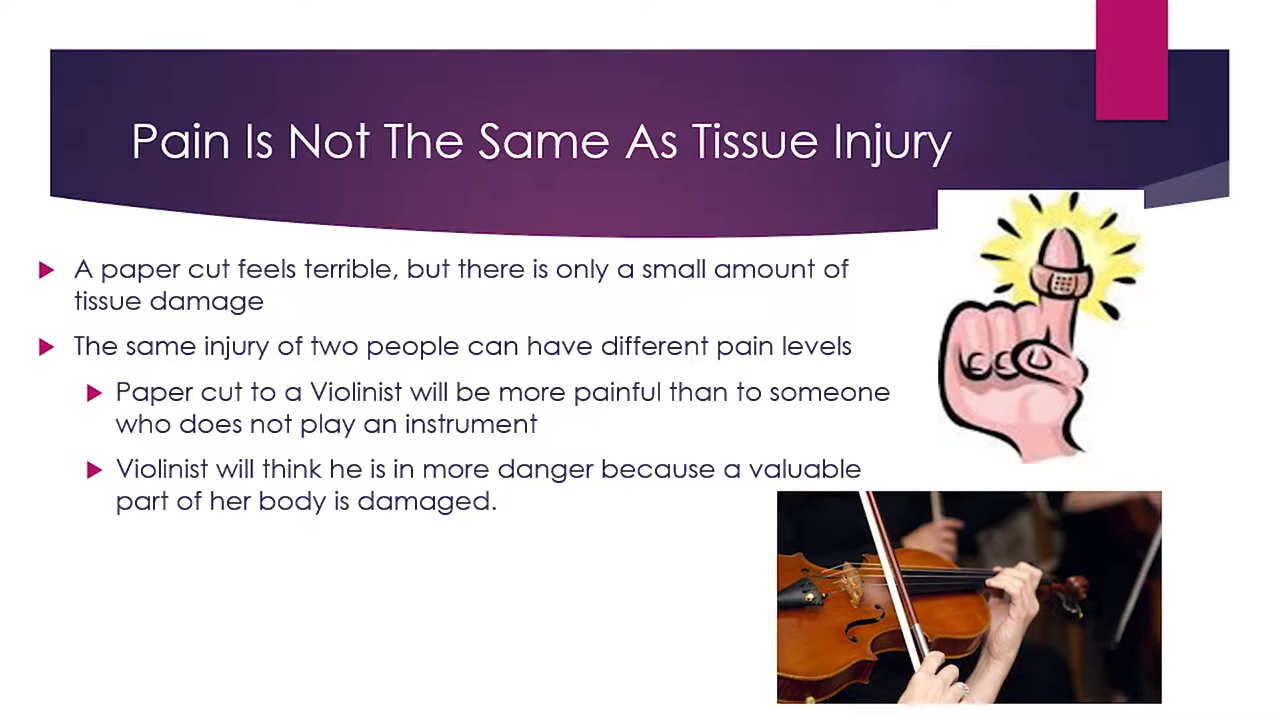 Pain Is Not The Same As Tissue Injury
A paper cut feels terrible, but there is only a small amount of
tissue damage
The same injury of two people can have different pain levels
Paper cut to a Violinist will be more painful than to someone
who does not play an instrument
Violinist will think he is in more danger because a valuable
part of her body is damaged.